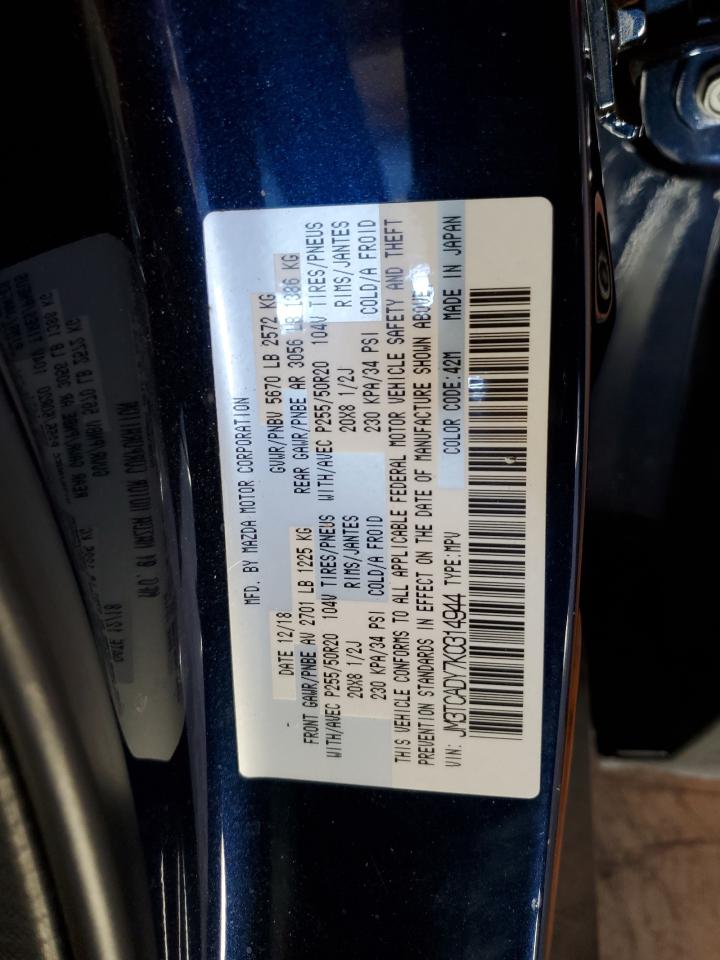 MFD. BY MAZDA MOTOR CORPORATION
DATE 12/18 GVWR/PNBV 5670 LB 2572 KG
FRONT GAWR/PNBE AV 2701 LB 1225 KG REAR GAWR/PNBE AR 3056 LB 1386 KG
WITH/AVEC P255/50R20 104V TIRES/PNEUS WITH/AVEC P255/50R20 104V TIRES/PNEUS
20X8 1/2J RIMS/JANTES 20X8 1/2J RIMS/JANTES
230 KPA/34 PSI COLD/A FROID 230 KPA/34 PSI COLD/A FROID
THIS VEHICLE CONFORMS TO ALL APPLICABLE FEDERAL MOTOR VEHICLE SAFETY AND THEFT
PREVENTION STANDARDS IN EFFECT ON THE DATE OF MANUFACTURE SHOWN ABOVE.
VIN: JM3TCADY7K0314944 TYPE:MPV COLOR CODE:42M MADE IN JAPAN